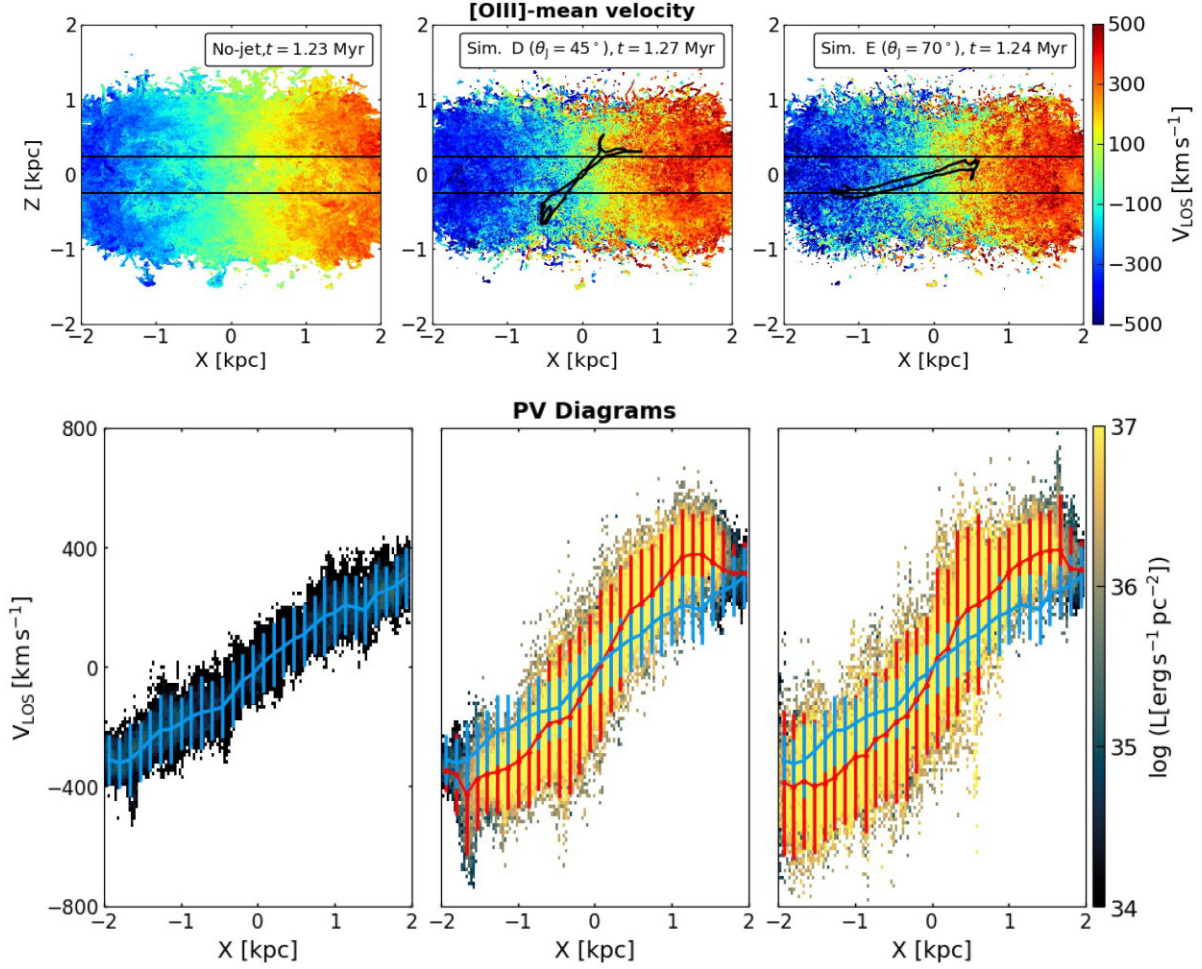 [OIII]-mean velocity
No-jet, t = 1.23 Myr
Sim. D (θ_J = 45°), t = 1.27 Myr
Sim. E (θ_J = 70°), t = 1.24 Myr
2
1
0
−1
−2
Z [kpc]
−2 −1 0 1 2
X [kpc]
−2 −1 0 1 2
X [kpc]
−2 −1 0 1 2
X [kpc]
500
300
100
−100
−300
−500
V_LOS [km s⁻¹]
PV Diagrams
800
400
0
−400
−800
V_LOS [km s⁻¹]
−2 −1 0 1 2
X [kpc]
−2 −1 0 1 2
X [kpc]
−2 −1 0 1 2
X [kpc]
37
36
35
34
log (L[erg s⁻¹ pc⁻²])